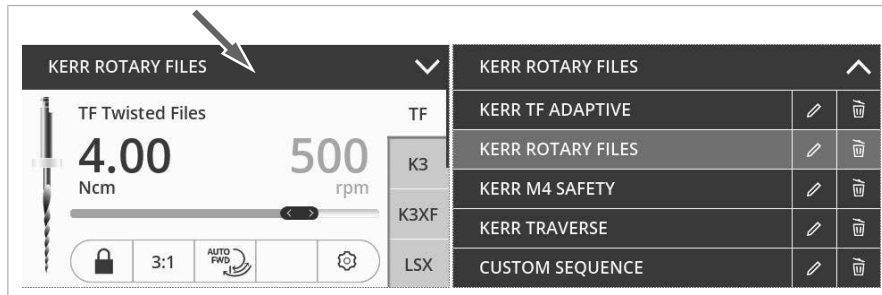 KERR ROTARY FILES
TF Twisted Files
4.00
Ncm
500
rpm
3:1
AUTO
FWD
TF
K3
K3XF
LSX
KERR ROTARY FILES
KERR TF ADAPTIVE
KERR ROTARY FILES
KERR M4 SAFETY
KERR TRAVERSE
CUSTOM SEQUENCE